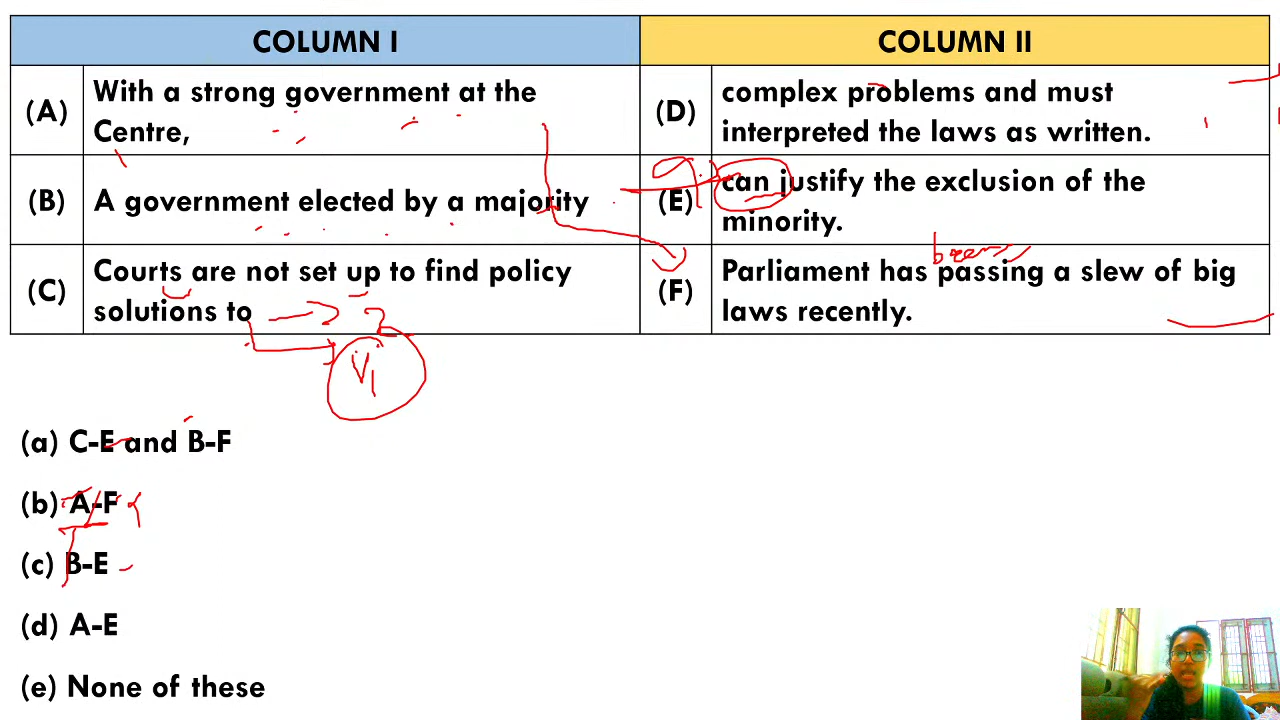 COLUMN I
COLUMN II
(A)
With a strong government at the
Centre,
(D)
complex problems and must
interpreted the laws as written.
(B)
A government elected by a majority
(E)
can justify the exclusion of the
minority.
(C)
Courts are not set up to find policy
solutions to
(F)
Parliament has passing a slew of big
laws recently.
been
V1
(a) C-E and B-F
(b) A-F
(c) B-E
(d) A-E
(e) None of these